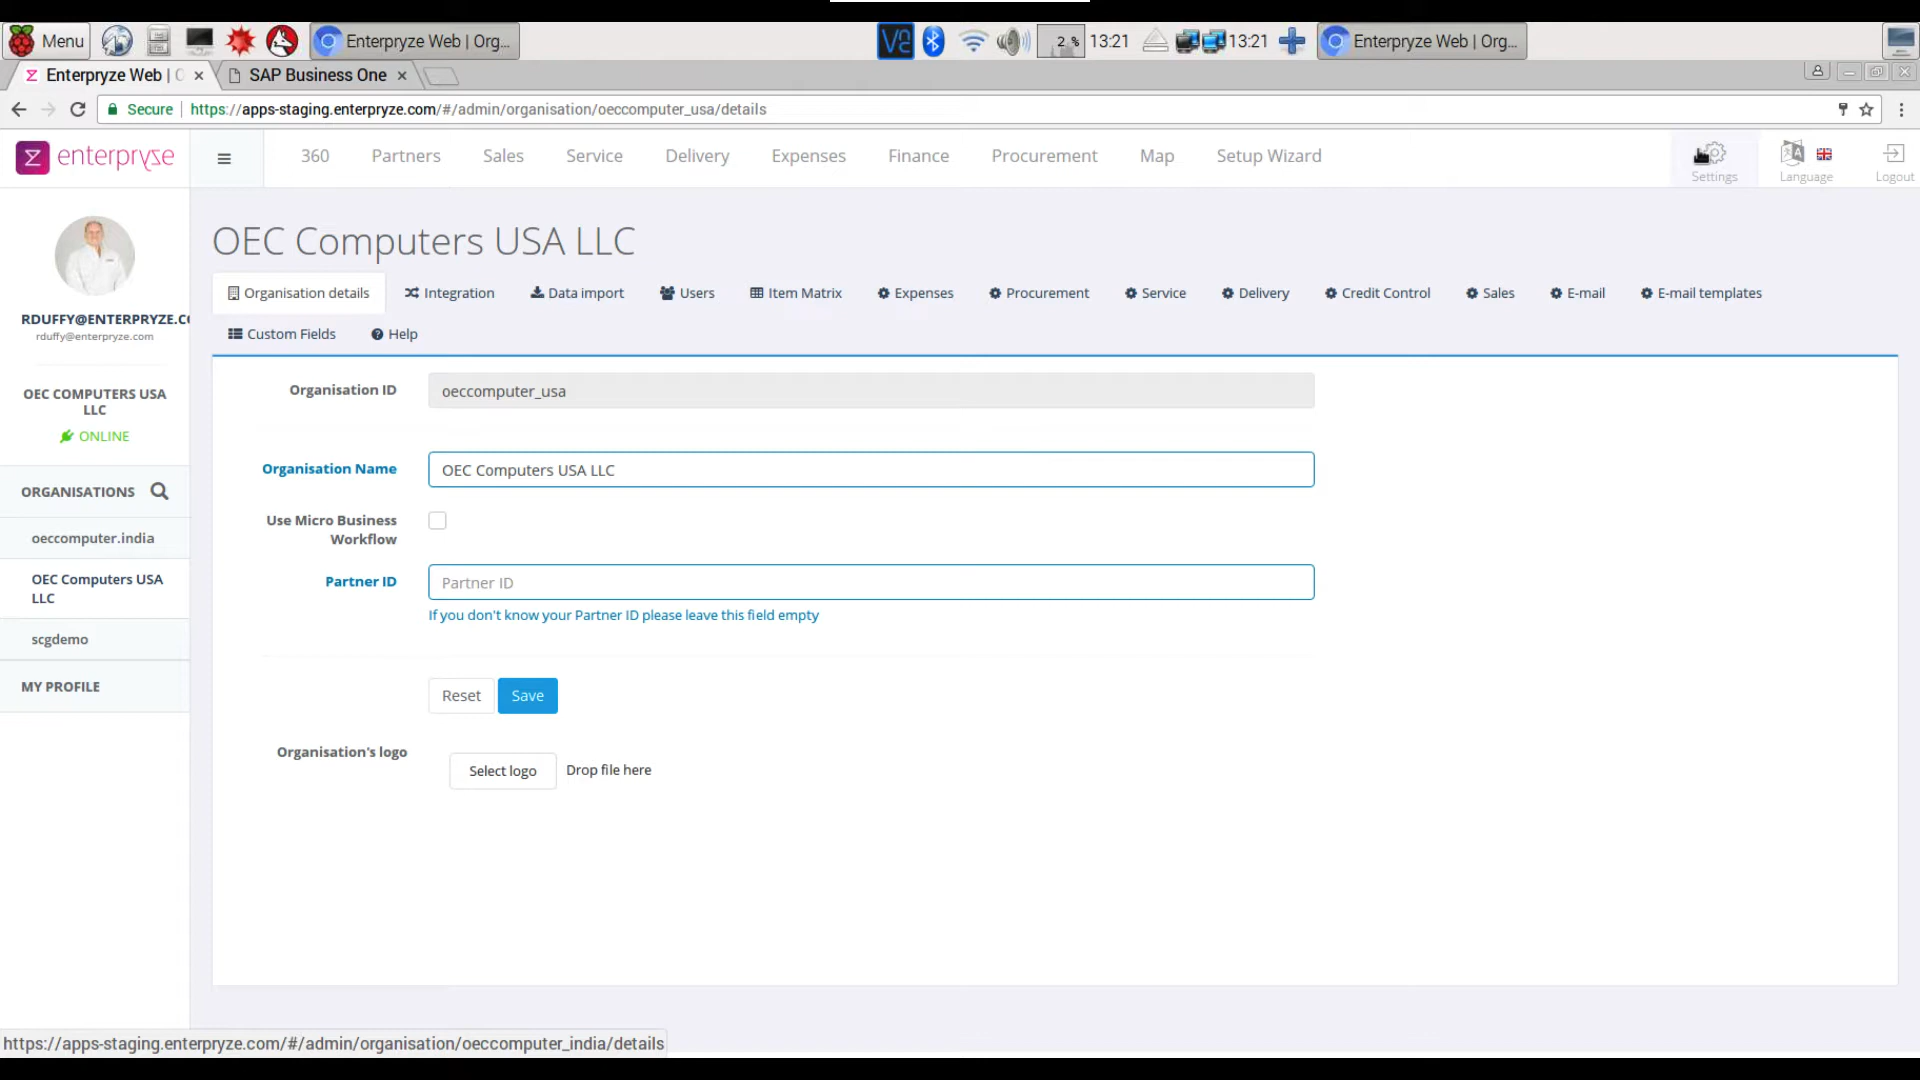 Menu
Enterpryze Web | Org...
2 %
13:21
13:21
Enterpryze Web | Org...
Enterpryze Web | O
SAP Business One
Secure
https://apps-staging.enterpryze.com/#/admin/organisation/oeccomputer_usa/details
enterpryze
360
Partners
Sales
Service
Delivery
Expenses
Finance
Procurement
Map
Setup Wizard
Settings
Language
Logout
RDUFFY@ENTERPRYZE.CO
rduffy@enterpryze.com
OEC COMPUTERS USA
LLC
ONLINE
ORGANISATIONS
oeccomputer.india
OEC Computers USA
LLC
scgdemo
MY PROFILE
OEC Computers USA LLC
Organisation details
Integration
Data import
Users
Item Matrix
Expenses
Procurement
Service
Delivery
Credit Control
Sales
E-mail
E-mail templates
Custom Fields
Help
Organisation ID
oeccomputer_usa
Organisation Name
OEC Computers USA LLC
Use Micro Business
Workflow
Partner ID
Partner ID
If you don't know your Partner ID please leave this field empty
Reset
Save
Organisation's logo
Select logo
Drop file here
https://apps-staging.enterpryze.com/#/admin/organisation/oeccomputer_india/details